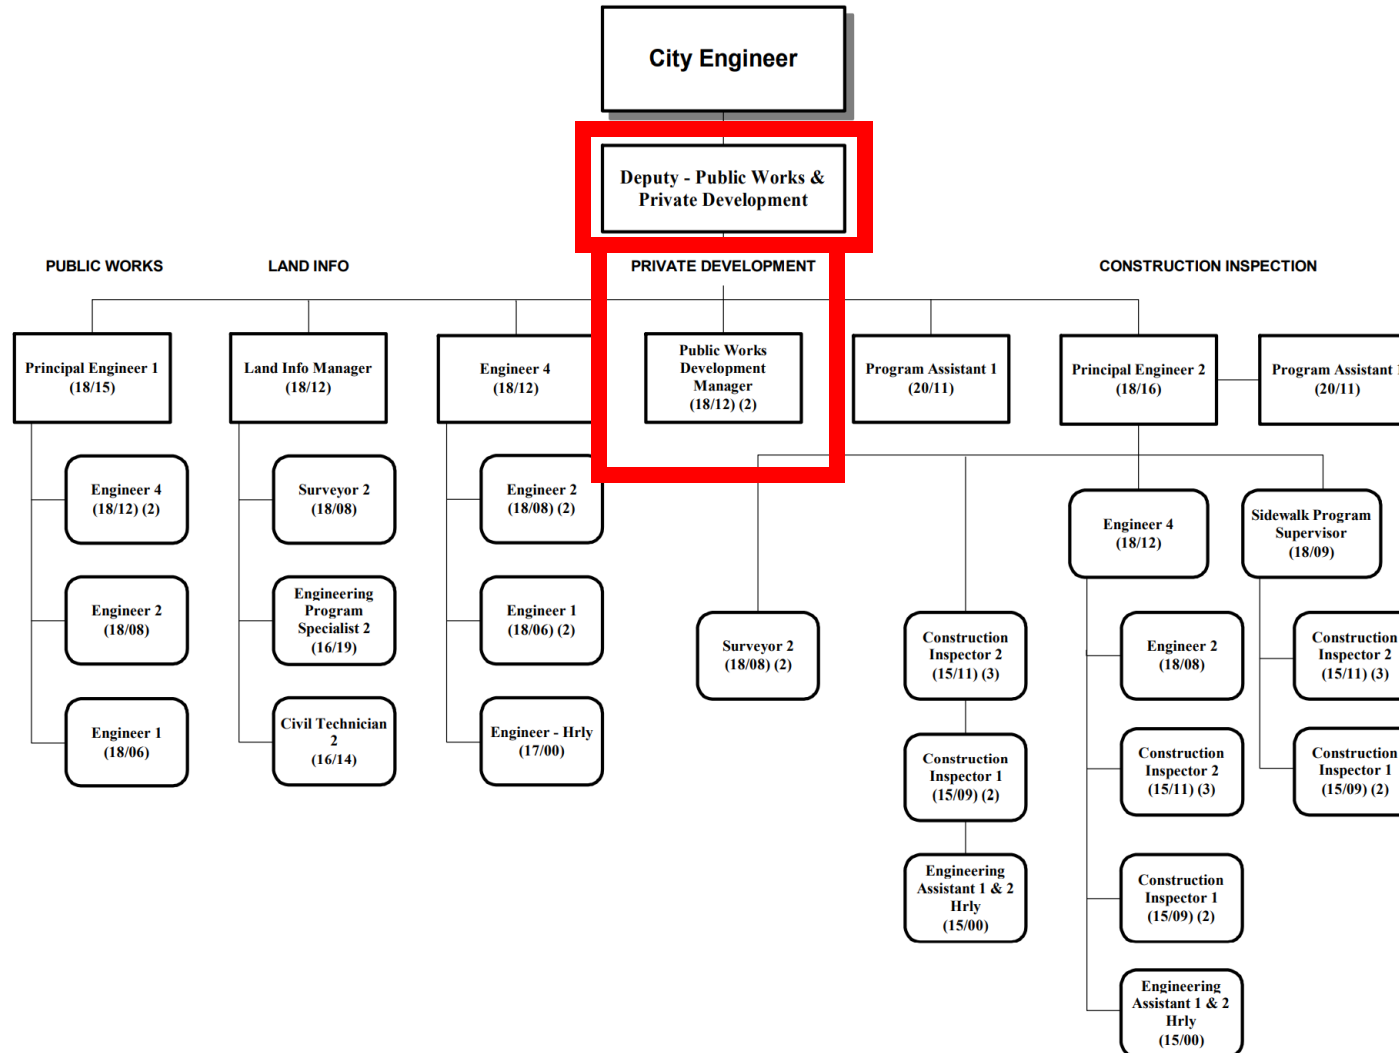 City Engineer
Deputy - Public Works &
Private Development
PUBLIC WORKS
LAND INFO
PRIVATE DEVELOPMENT
CONSTRUCTION INSPECTION
Principal Engineer 1
(18/15)
Land Info Manager
(18/12)
Engineer 4
(18/12)
Public Works
Development
Manager
(18/12) (2)
Program Assistant 1
(20/11)
Principal Engineer 2
(18/16)
Program Assistant 1
(20/11)
Engineer 4
(18/12) (2)
Engineer 2
(18/08)
Engineer 1
(18/06)
Surveyor 2
(18/08)
Engineering
Program
Specialist 2
(16/19)
Civil Technician
2
(16/14)
Engineer 2
(18/08) (2)
Engineer 1
(18/06) (2)
Engineer - Hrly
(17/00)
Surveyor 2
(18/08) (2)
Construction
Inspector 2
(15/11) (3)
Construction
Inspector 1
(15/09) (2)
Engineering
Assistant 1 & 2
Hrly
(15/00)
Engineer 4
(18/12)
Engineer 2
(18/08)
Construction
Inspector 2
(15/11) (3)
Construction
Inspector 1
(15/09) (2)
Engineering
Assistant 1 & 2
Hrly
(15/00)
Sidewalk Program
Supervisor
(18/09)
Construction
Inspector 2
(15/11) (3)
Construction
Inspector 1
(15/09) (2)